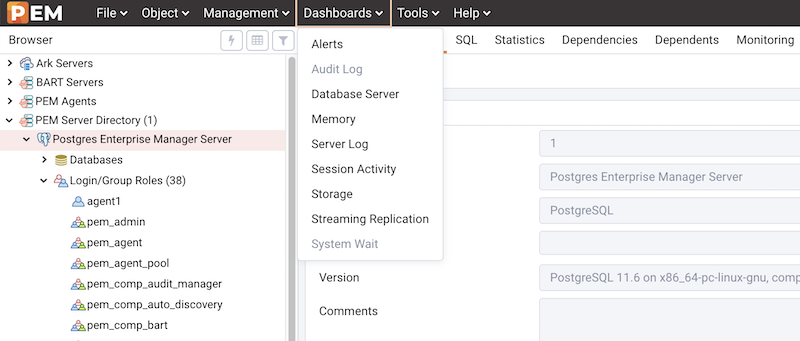 PEM File Object Management Dashboards Tools Help
Browser
SQL Statistics Dependencies Dependents Monitoring
Ark Servers
BART Servers
PEM Agents
PEM Server Directory (1)
Postgres Enterprise Manager Server
Databases
Login/Group Roles (38)
agent1
pem_admin
pem_agent
pem_agent_pool
pem_comp_audit_manager
pem_comp_auto_discovery
pem_comp_bart
Alerts
Audit Log
Database Server
Memory
Server Log
Session Activity
Storage
Streaming Replication
System Wait
1
Postgres Enterprise Manager Server
PostgreSQL
Version
PostgreSQL 11.6 on x86_64-pc-linux-gnu, comp
Comments